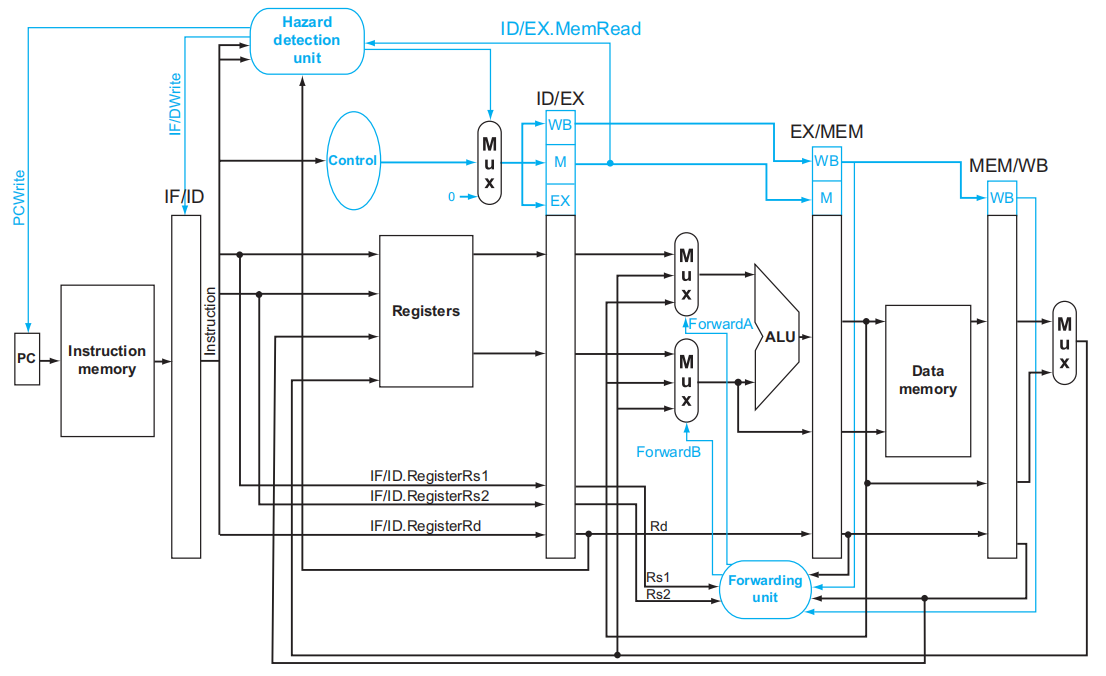 Hazard
detection
unit
ID/EX.MemRead
IF/DWrite
PCWrite
ID/EX
WB
M
EX
Control
M
u
x
0
EX/MEM
WB
M
MEM/WB
WB
IF/ID
Instruction
PC
Instruction
memory
Registers
M
u
x
ForwardA
ALU
M
u
x
ForwardB
Data
memory
M
u
x
IF/ID.RegisterRs1
IF/ID.RegisterRs2
IF/ID.RegisterRd
Rd
Rs1
Rs2
Forwarding
unit